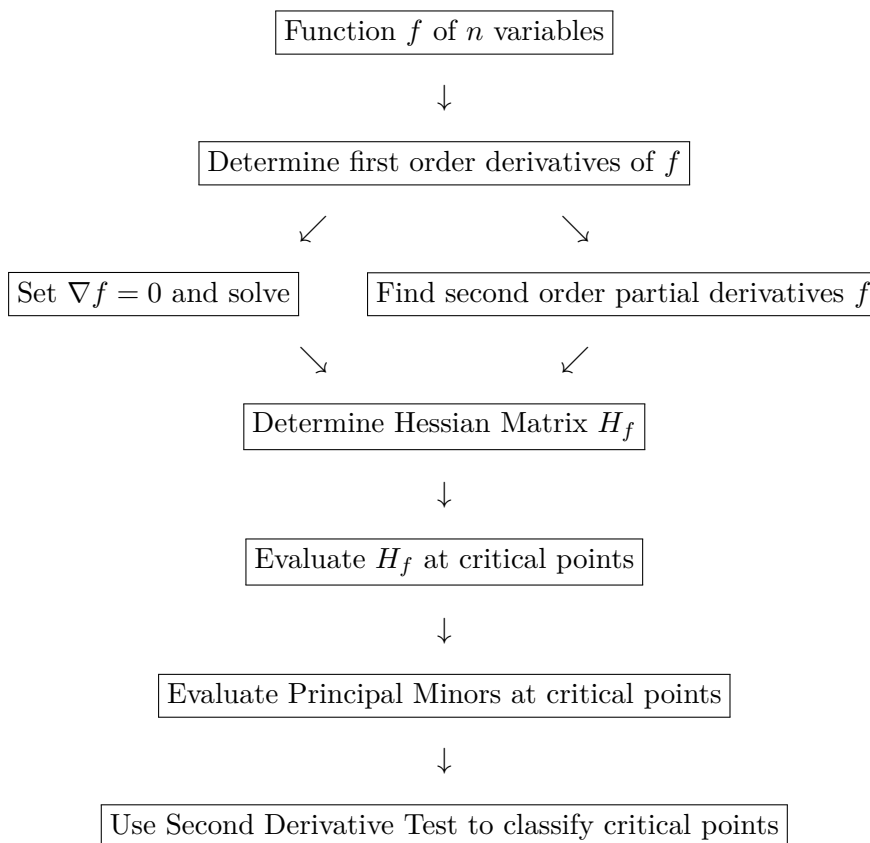 Function f of n variables
↓
Determine first order derivatives of f
↙ ↘
Set ∇f = 0 and solve
Find second order partial derivatives f
↘ ↙
Determine Hessian Matrix H_f
↓
Evaluate H_f at critical points
↓
Evaluate Principal Minors at critical points
↓
Use Second Derivative Test to classify critical points